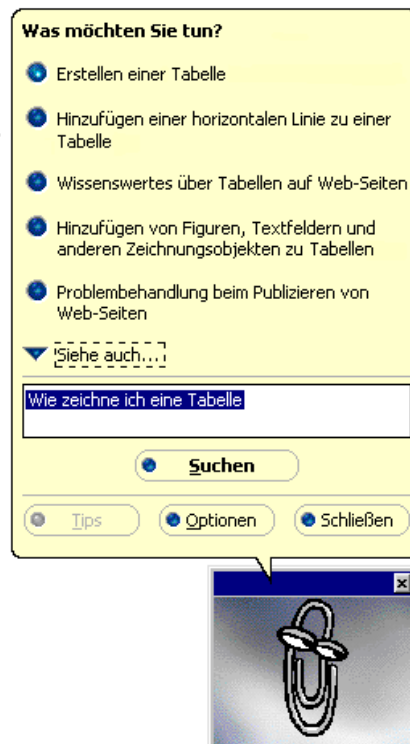 Was möchten Sie tun?
Erstellen einer Tabelle
Hinzufügen einer horizontalen Linie zu einer
Tabelle
Wissenswertes über Tabellen auf Web-Seiten
Hinzufügen von Figuren, Textfeldern und
anderen Zeichnungsobjekten zu Tabellen
Problembehandlung beim Publizieren von
Web-Seiten
Siehe auch...
Wie zeichne ich eine Tabelle
Suchen
Tips Optionen Schließen